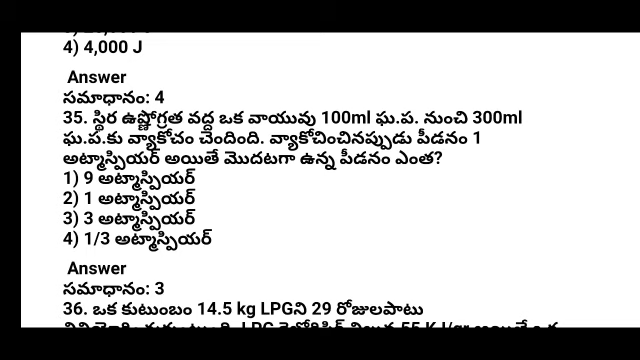 4) 4,000 J
Answer
సమాధానం: 4
35. స్థిర ఉష్ణోగ్రత వద్ద ఒక వాయువు 100ml ఘ.ప. నుంచి 300ml
ఘ.ప.కు వ్యాకోచం చెందింది. వ్యాకోచించినప్పుడు పీడనం 1
అట్మాస్పియర్ అయితే మొదటగా ఉన్న పీడనం ఎంత?
1) 9 అట్మాస్పియర్
2) 1 అట్మాస్పియర్
3) 3 అట్మాస్పియర్
4) 1/3 అట్మాస్పియర్
Answer
సమాధానం: 3
36. ఒక కుటుంబం 14.5 kg LPGని 29 రోజులపాటు